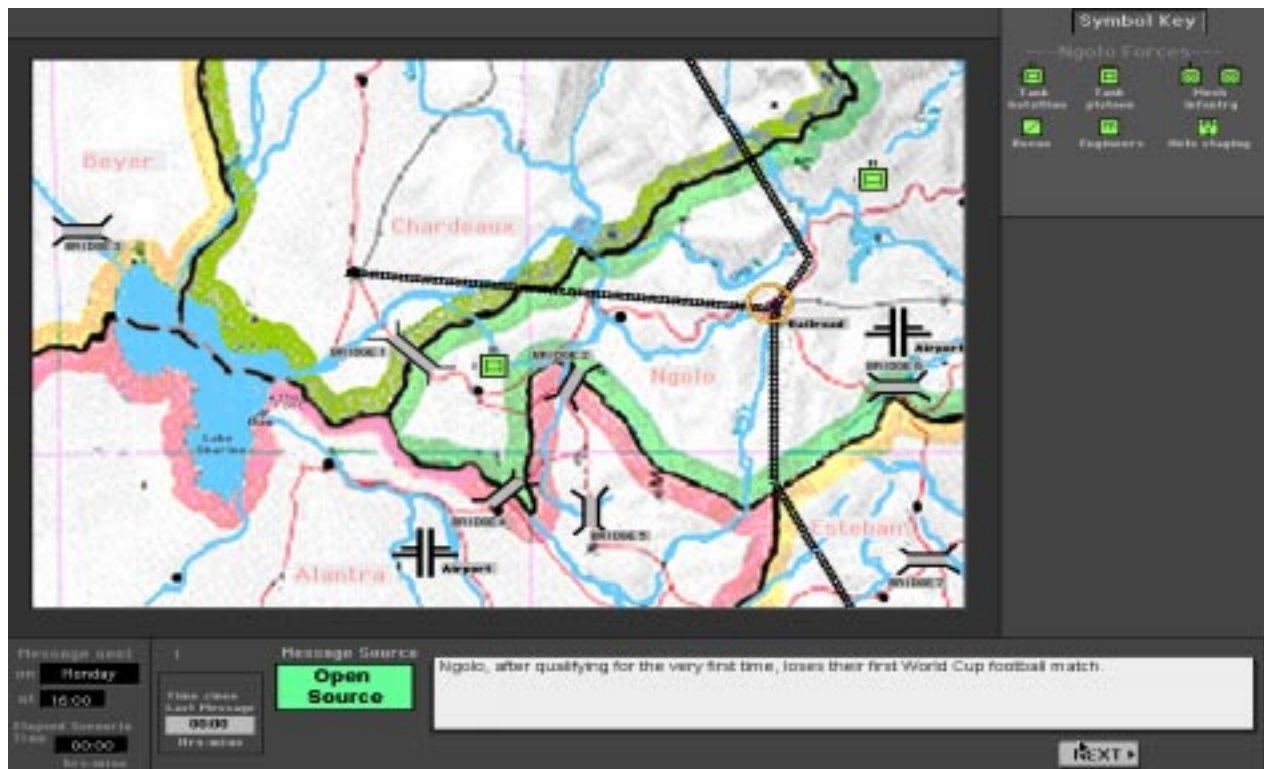 Symbol Key
---Ngolo Forces---
Tank battalion
Tank platoon
Mech Infantry
Recon
Engineers
Helo staging
Beyer
Chardeaux
BRIDGE 3
Railroad
Airport
BRIDGE 1
BRIDGE 2
Ngolo
BRIDGE 6
Lake
BRIDGE 4
BRIDGE 5
Esteban
Airport
Alantra
BRIDGE 7
Message sent
on Monday
at 16:00
Elapsed Scenario
Time 00:00
hrs:mins
1
Time since
Last Message
00:00
Hrs:mins
Message Source
Open
Source
Ngolo, after qualifying for the very first time, loses their first World Cup football match.
NEXT